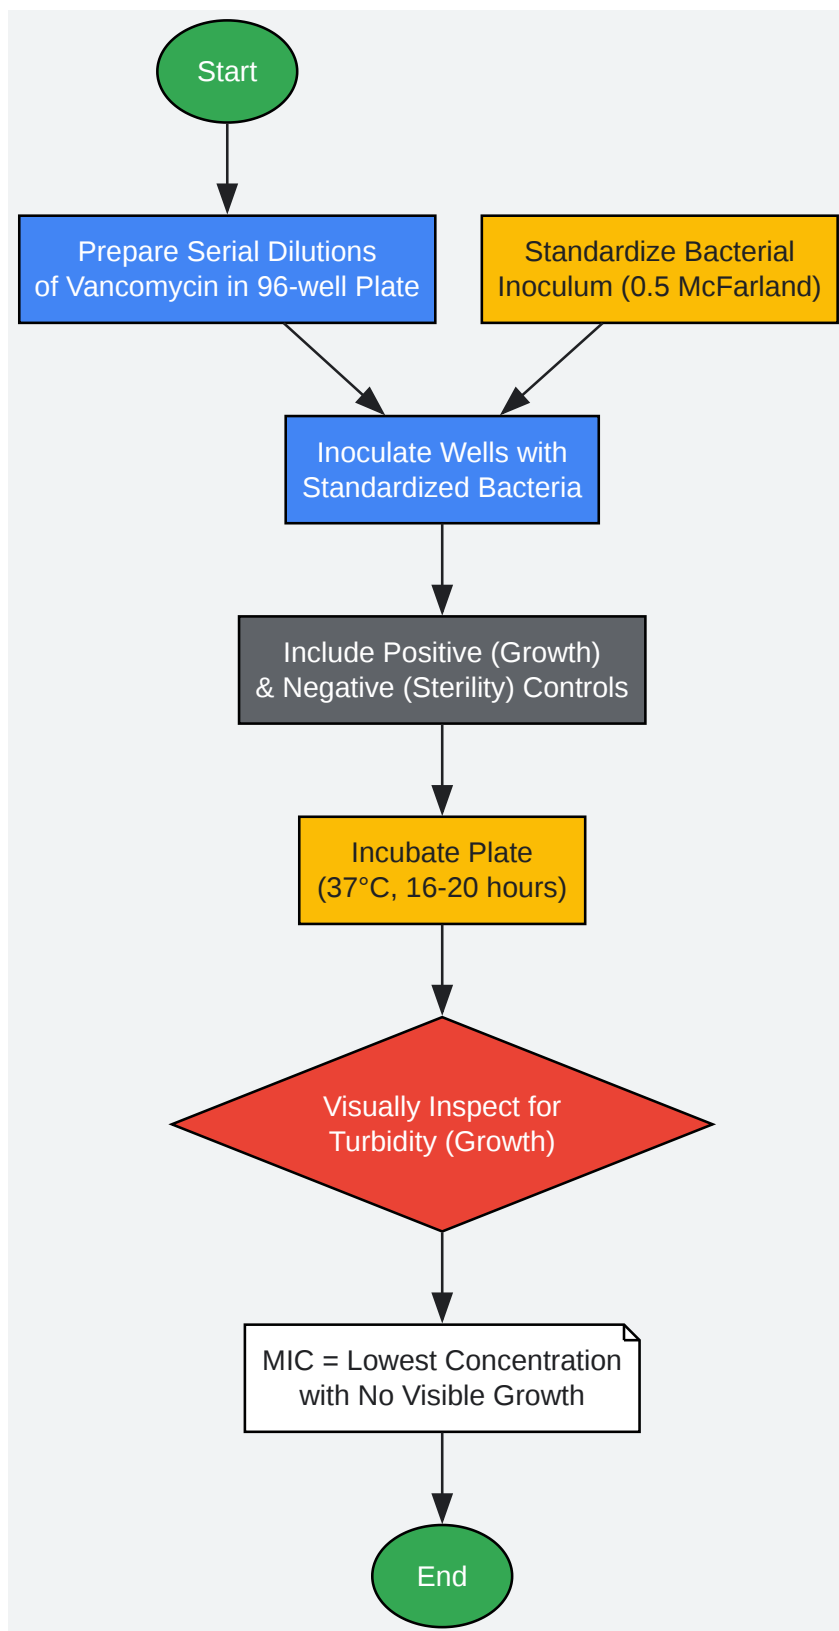 Start
Prepare Serial Dilutions
of Vancomycin in 96-well Plate
Standardize Bacterial
Inoculum (0.5 McFarland)
Inoculate Wells with
Standardized Bacteria
Include Positive (Growth)
& Negative (Sterility) Controls
Incubate Plate
(37°C, 16-20 hours)
Visually Inspect for
Turbidity (Growth)
MIC = Lowest Concentration
with No Visible Growth
End